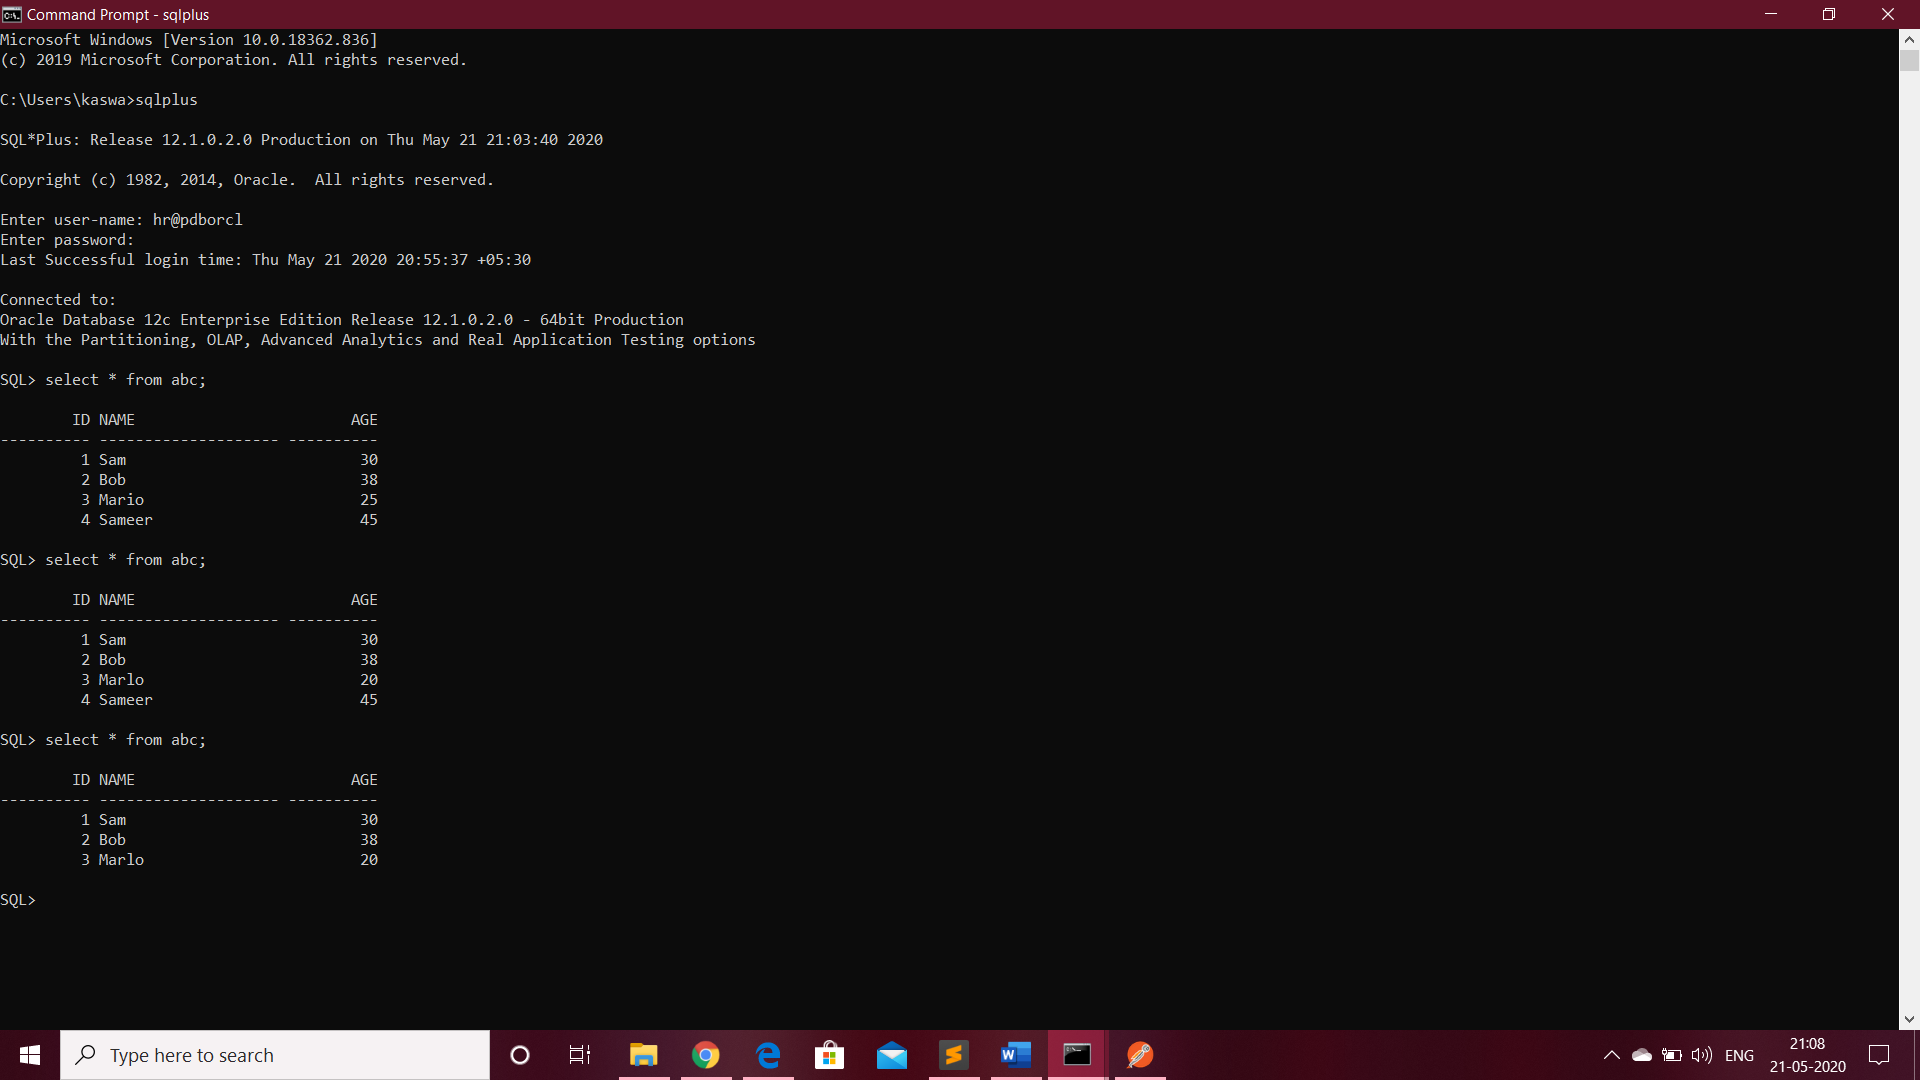 Command Prompt - sqlplus
Microsoft Windows [Version 10.0.18362.836]
(c) 2019 Microsoft Corporation. All rights reserved.
C:\Users\kaswa>sqlplus
SQL*Plus: Release 12.1.0.2.0 Production on Thu May 21 21:03:40 2020
Copyright (c) 1982, 2014, Oracle.  All rights reserved.
Enter user-name: hr@pdborcl
Enter password:
Last Successful login time: Thu May 21 2020 20:55:37 +05:30
Connected to:
Oracle Database 12c Enterprise Edition Release 12.1.0.2.0 - 64bit Production
With the Partitioning, OLAP, Advanced Analytics and Real Application Testing options
SQL> select * from abc;
        ID NAME                        AGE
---------- -------------------- ----------
         1 Sam                          30
         2 Bob                          38
         3 Mario                        25
         4 Sameer                       45
SQL> select * from abc;
        ID NAME                        AGE
---------- -------------------- ----------
         1 Sam                          30
         2 Bob                          38
         3 Marlo                        20
         4 Sameer                       45
SQL> select * from abc;
        ID NAME                        AGE
---------- -------------------- ----------
         1 Sam                          30
         2 Bob                          38
         3 Marlo                        20
SQL>
Type here to search
ENG
21:08
21-05-2020